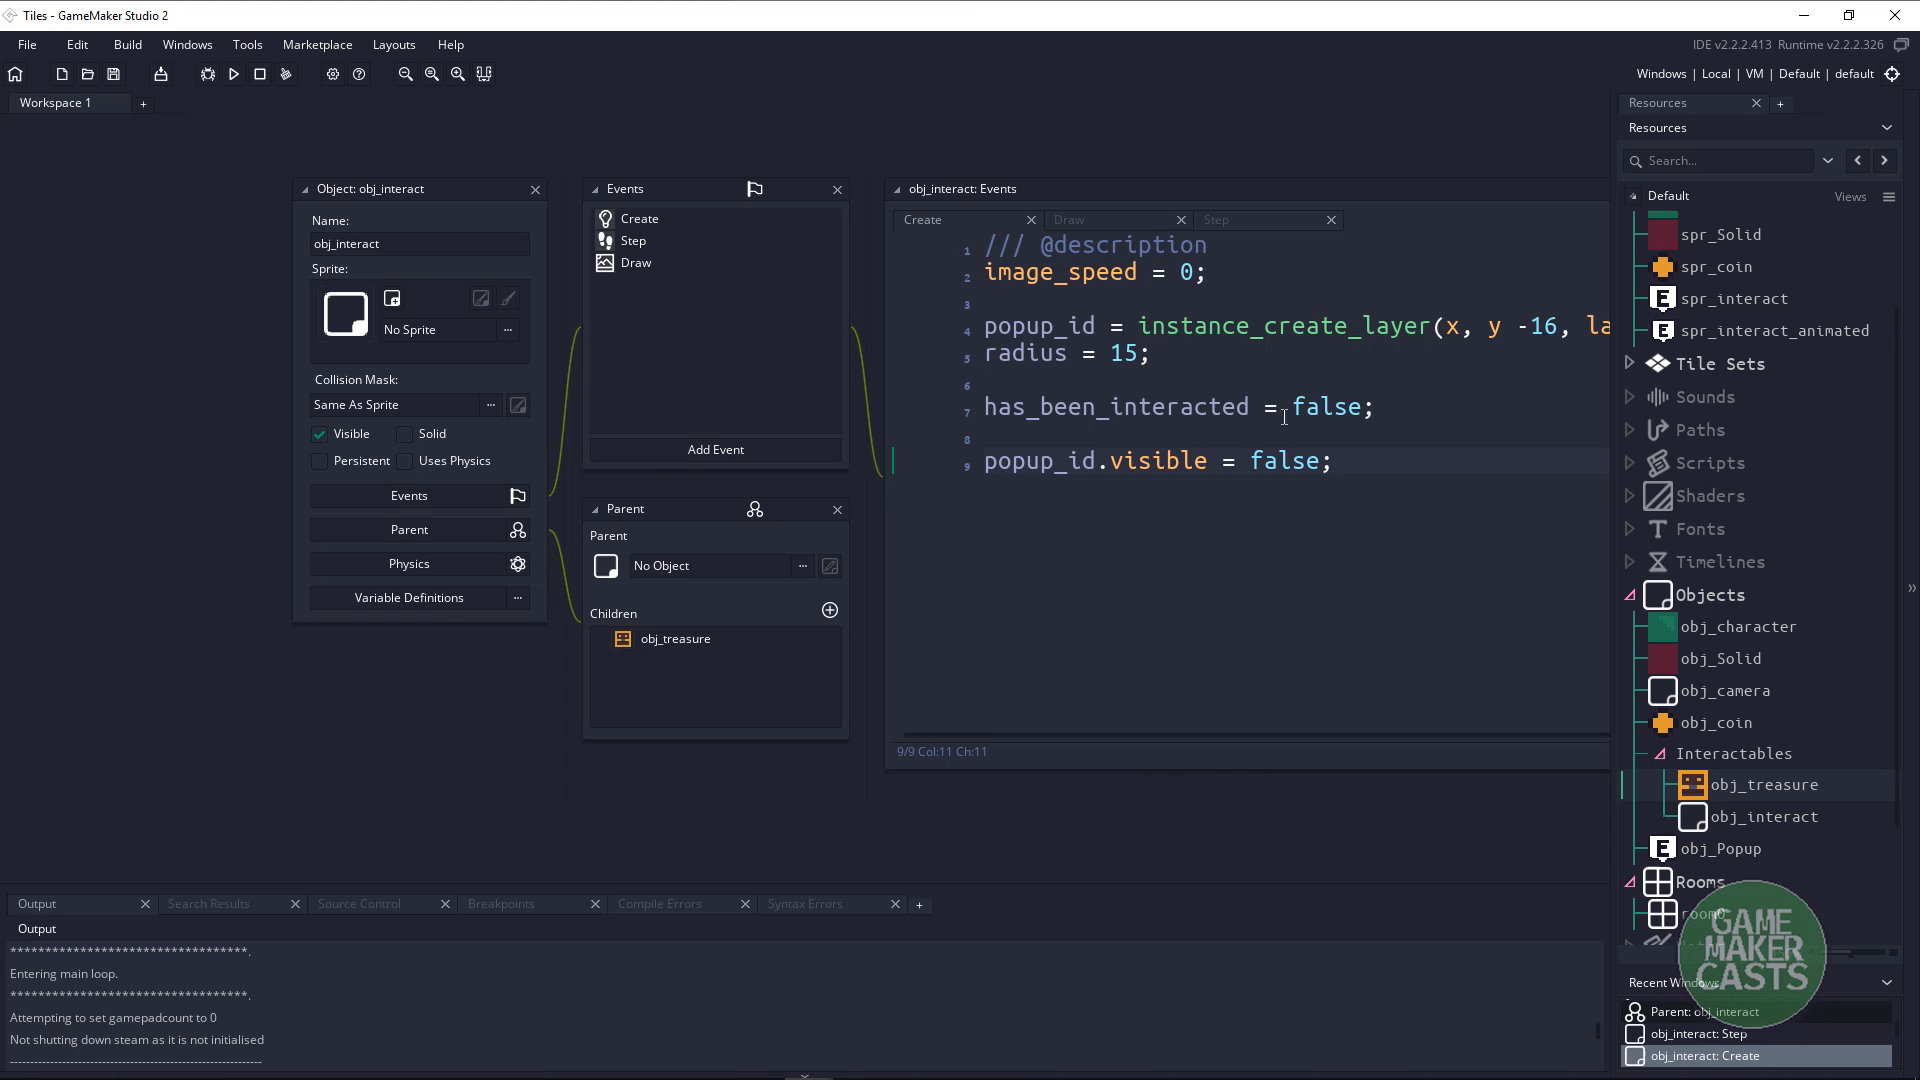 Tiles - GameMaker Studio 2
File Edit Build Windows Tools Marketplace Layouts Help
IDE v2.2.2.413 Runtime v2.2.2.326
Windows | Local | VM | Default | default
Workspace 1 +
Object: obj_interact
Name:
obj_interact
Sprite:
No Sprite ...
Collision Mask:
Same As Sprite ...
Visible Solid
Persistent Uses Physics
Events
Parent
Physics
Variable Definitions ...
Events
Create
Step
Draw
Add Event
Parent
Parent
No Object ...
Children
obj_treasure
obj_interact: Events
Create Draw Step
1 /// @description
2 image_speed = 0;
3
4 popup_id = instance_create_layer(x, y -16, la
5 radius = 15;
6
7 has_been_interacted = false;
8
9 popup_id.visible = false;
9/9 Col:11 Ch:11
Resources +
Resources
Search...
Default Views
spr_Solid
spr_coin
E spr_interact
E spr_interact_animated
Tile Sets
Sounds
Paths
Scripts
Shaders
Fonts
Timelines
Objects
obj_character
obj_Solid
obj_camera
obj_coin
Interactables
obj_treasure
obj_interact
E obj_Popup
Rooms
room0
GAME
MAKER
CASTS
Recent Windows
Parent: obj_interact
obj_interact: Step
obj_interact: Create
Output Search Results Source Control Breakpoints Compile Errors Syntax Errors +
Output
**********************************.
Entering main loop.
**********************************.
Attempting to set gamepadcount to 0
Not shutting down steam as it is not initialised